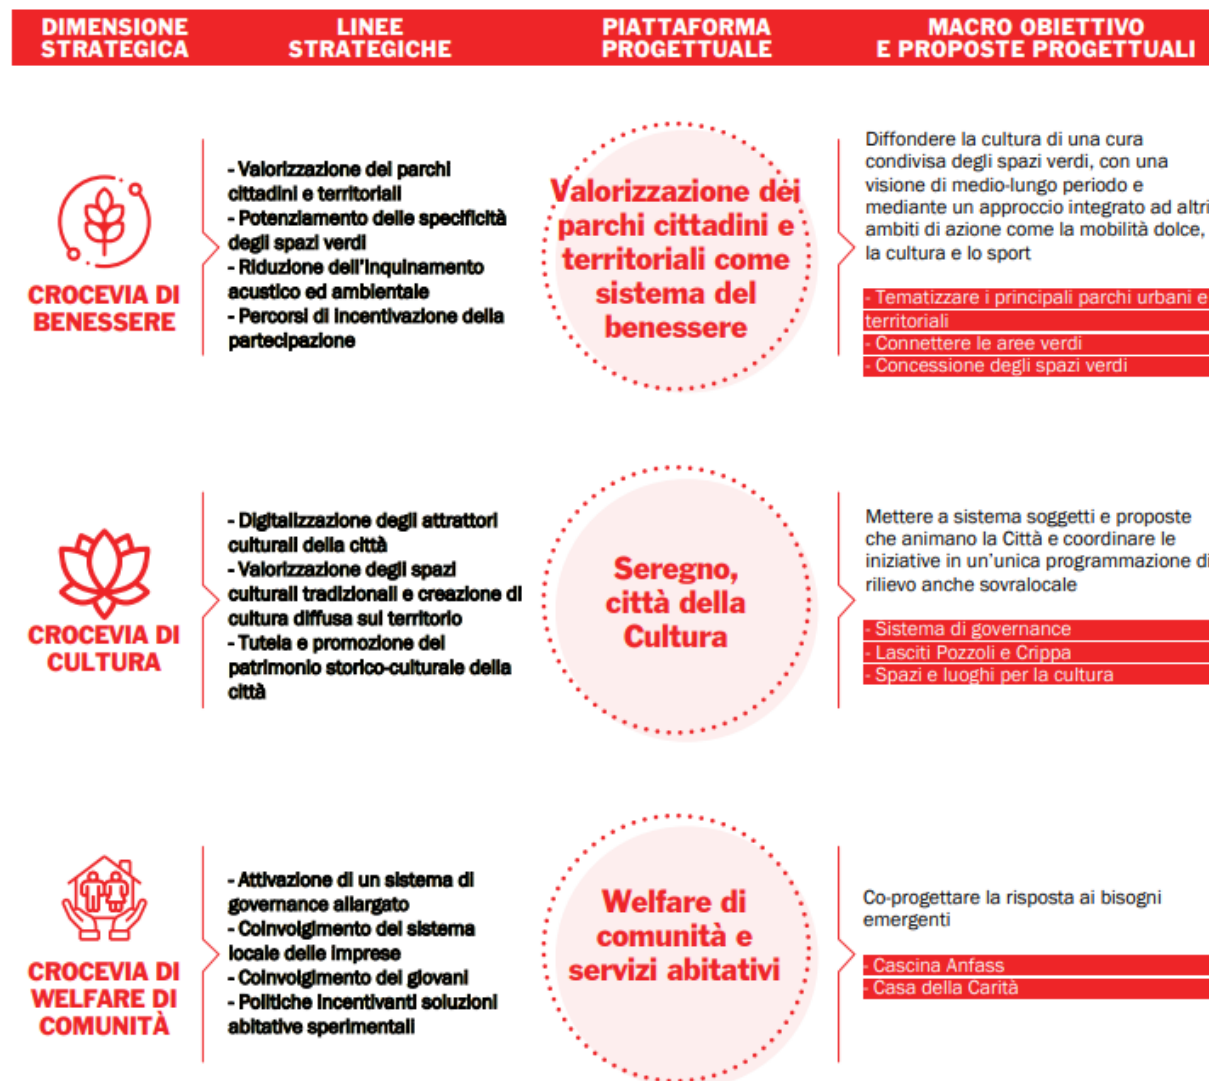 DIMENSIONE
STRATEGICA
LINEE
STRATEGICHE
PIATTAFORMA
PROGETTUALE
MACRO OBIETTIVO
E PROPOSTE PROGETTUALI
CROCEVIA DI
BENESSERE
- Valorizzazione dei parchi
cittadini e territoriali
- Potenziamento delle specificità
degli spazi verdi
- Riduzione dell'inquinamento
acustico ed ambientale
- Percorsi di incentivazione della
partecipazione
Valorizzazione dei
parchi cittadini e
territoriali come
sistema del
benessere
Diffondere la cultura di una cura
condivisa degli spazi verdi, con una
visione di medio-lungo periodo e
mediante un approccio integrato ad altri
ambiti di azione come la mobilità dolce,
la cultura e lo sport
- Tematizzare i principali parchi urbani e
territoriali
- Connettere le aree verdi
- Concessione degli spazi verdi
CROCEVIA DI
CULTURA
- Digitalizzazione degli attrattori
culturali della città
- Valorizzazione degli spazi
culturali tradizionali e creazione di
cultura diffusa sul territorio
- Tutela e promozione del
patrimonio storico-culturale della
città
Seregno,
città della
Cultura
Mettere a sistema soggetti e proposte
che animano la Città e coordinare le
iniziative in un'unica programmazione di
rilievo anche sovralocale
- Sistema di governance
- Lasciti Pozzoli e Crippa
- Spazi e luoghi per la cultura
CROCEVIA DI
WELFARE DI
COMUNITÀ
- Attivazione di un sistema di
governance allargato
- Coinvolgimento del sistema
locale delle imprese
- Coinvolgimento dei giovani
- Politiche incentivanti soluzioni
abitative sperimentali
Welfare di
comunità e
servizi abitativi
Co-progettare la risposta ai bisogni
emergenti
- Cascina Anfass
- Casa della Carità